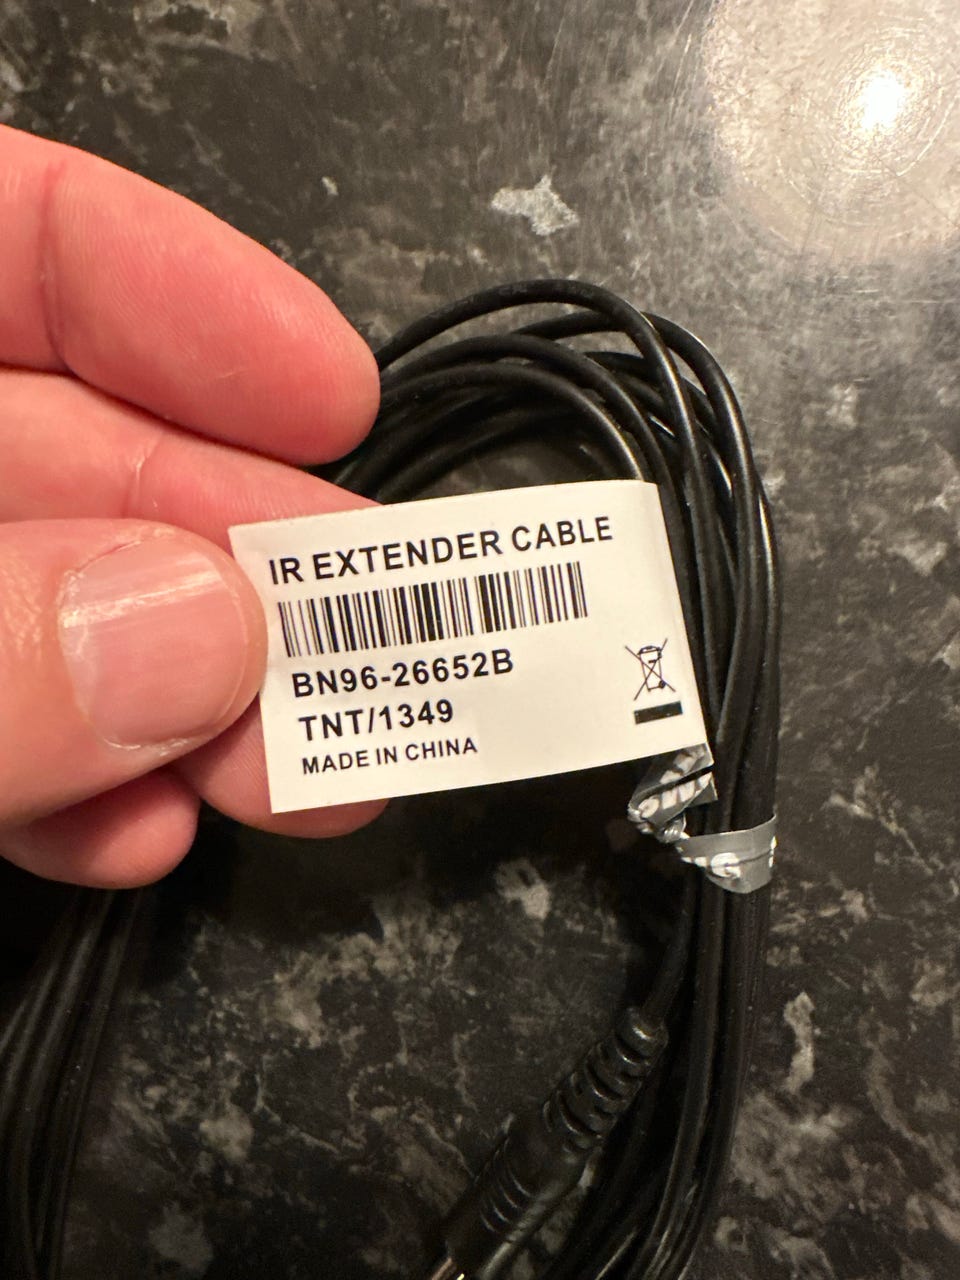 IR EXTENDER CABLE
BN96-26652B
TNT/1349
MADE IN CHINA